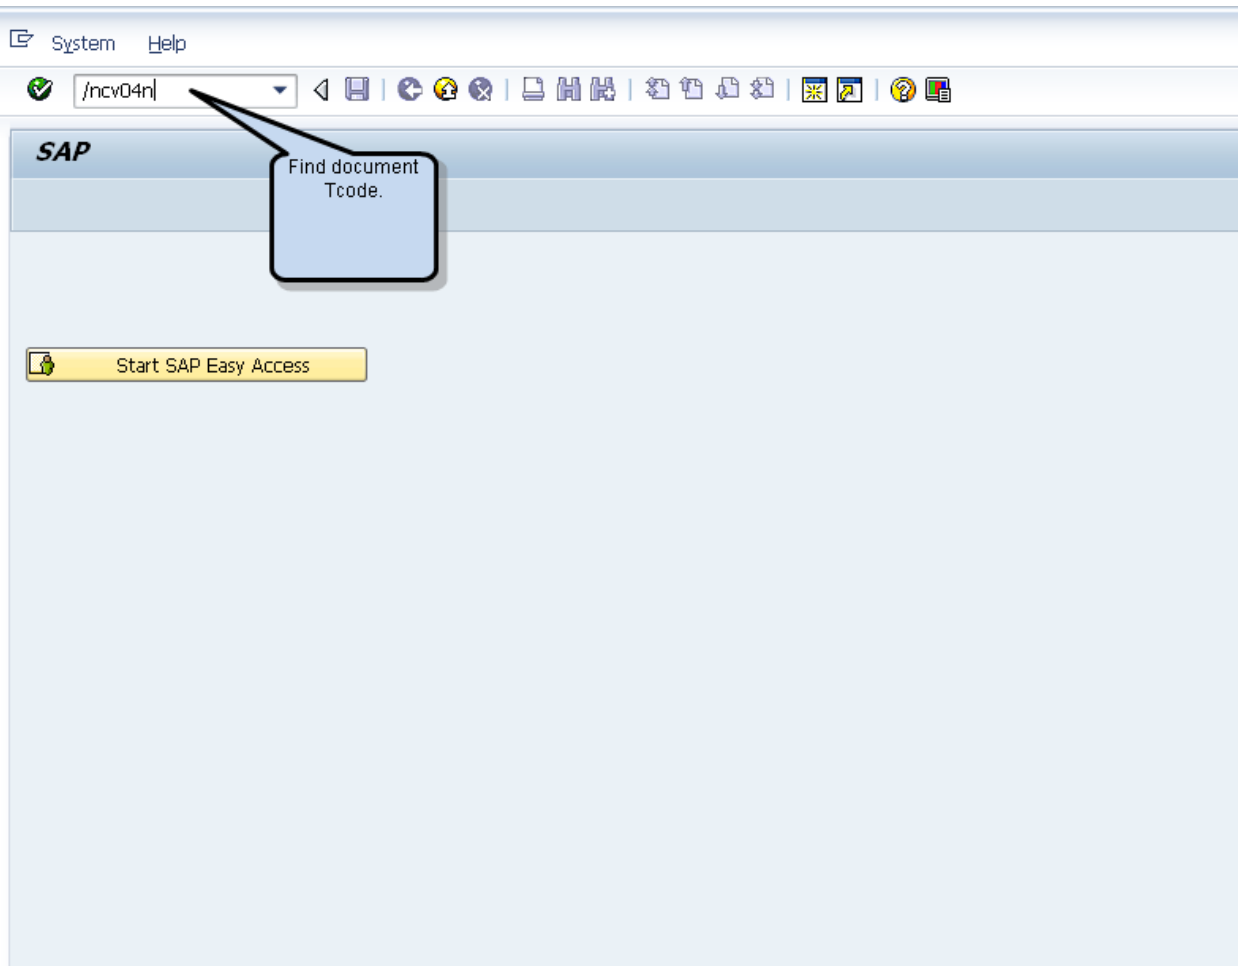 System Help
/ncv04n
SAP
Find document
Tcode.
Start SAP Easy Access